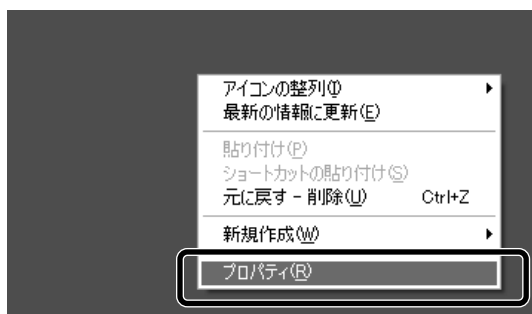 アイコンの整列(I)
最新の情報に更新(E)
貼り付け(P)
ショートカットの貼り付け(S)
元に戻す - 削除(U) Ctrl+Z
新規作成(W)
プロパティ(R)